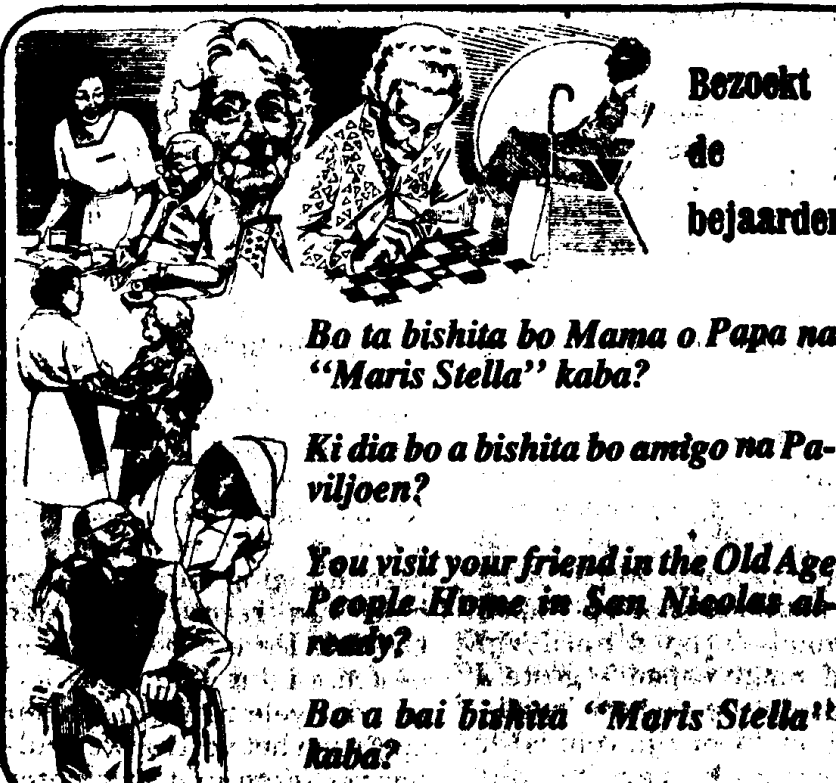 Bezoekt
de
bejaarden
Bo ta bishita bo Mama o Papa na
“Maris Stella” kaba?
Ki dia bo a bishita bo amigo na Pa-
viljoen?
You visit your friend in the Old Age
People Home in San Nicolas al-
ready?
Bo a bai bishita “Maris Stella”
kaba?